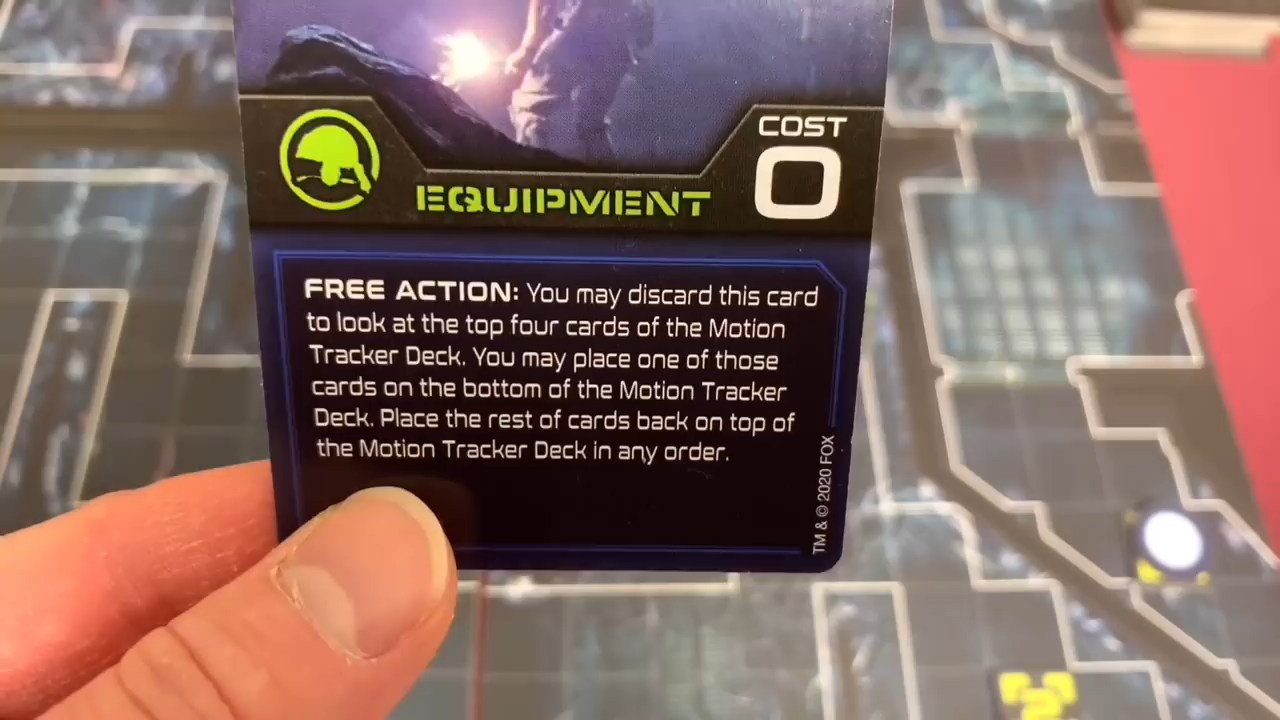 COST
0
EQUIPMENT
FREE ACTION: You may discard this card
to look at the top four cards of the Motion
Tracker Deck. You may place one of those
cards on the bottom of the Motion Tracker
Deck. Place the rest of cards back on top of
the Motion Tracker Deck in any order.
TM & © 2020 FOX